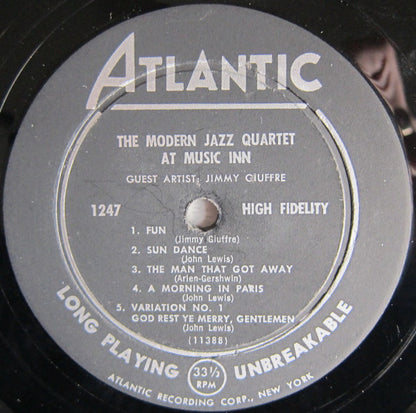 ATLANTIC
THE MODERN JAZZ QUARTET
AT MUSIC INN
GUEST ARTIST: JIMMY GIUFFRE
1247 HIGH FIDELITY
1. FUN
(Jimmy Giuffre)
2. SUN DANCE
(John Lewis)
3. THE MAN THAT GOT AWAY
(Arlen-Gershwin)
4. A MORNING IN PARIS
(John Lewis)
5. VARIATION NO. 1
GOD REST YE MERRY, GENTLEMEN
(John Lewis)
(11388)
LONG PLAYING 33 1/3 RPM UNBREAKABLE
ATLANTIC RECORDING CORP., NEW YORK